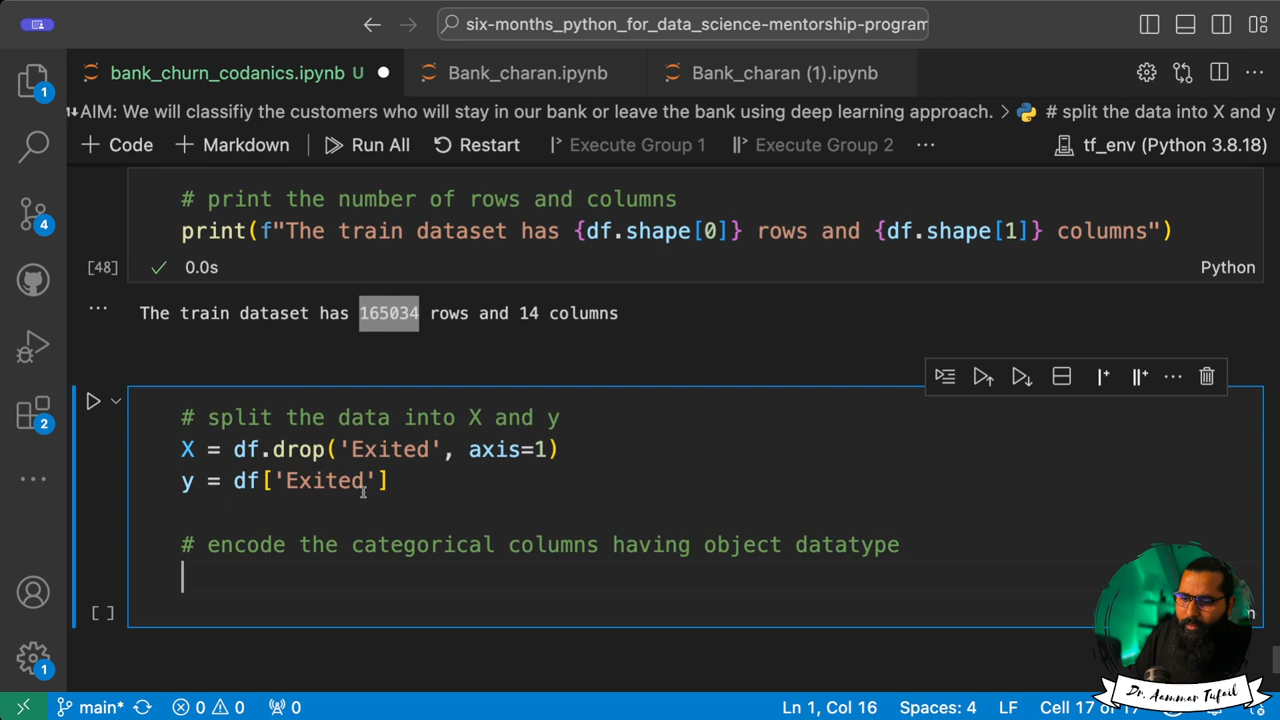 six-months_python_for_data_science-mentorship-program
bank_churn_codanics.ipynb U
Bank_charan.ipynb
Bank_charan (1).ipynb
AIM: We will classifiy the customers who will stay in our bank or leave the bank using deep learning approach. > # split the data into X and y
+ Code + Markdown Run All Restart Execute Group 1 Execute Group 2 ... tf_env (Python 3.8.18)
# print the number of rows and columns
print(f"The train dataset has {df.shape[0]} rows and {df.shape[1]} columns")
[48] ✓ 0.0s Python
The train dataset has 165034 rows and 14 columns
# split the data into X and y
X = df.drop('Exited', axis=1)
y = df['Exited']
# encode the categorical columns having object datatype
[ ]
1
4
2
1
Dr. Aammar Tufail
main* 0 0 0 Ln 1, Col 16 Spaces: 4 LF Cell 17 of 17